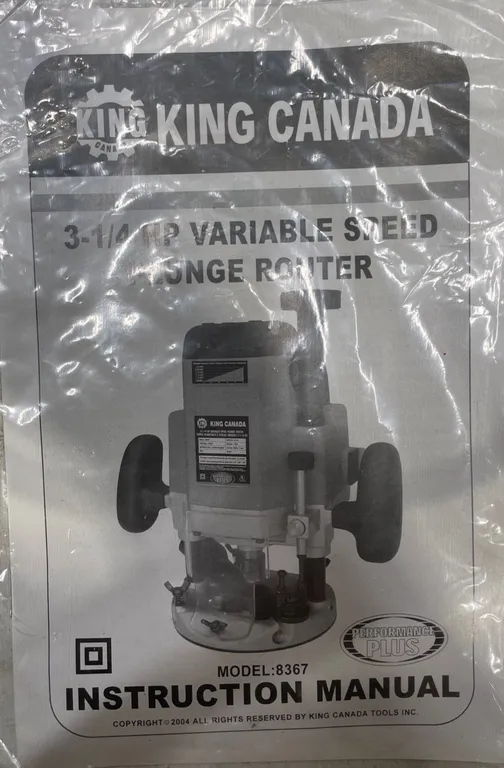 KING
CANADA
KING CANADA
3-1/4 HP VARIABLE SPEED
PLUNGE ROUTER
KING CANADA
PERFORMANCE
PLUS
MODEL:8367
INSTRUCTION MANUAL
COPYRIGHT © 2004 ALL RIGHTS RESERVED BY KING CANADA TOOLS INC.